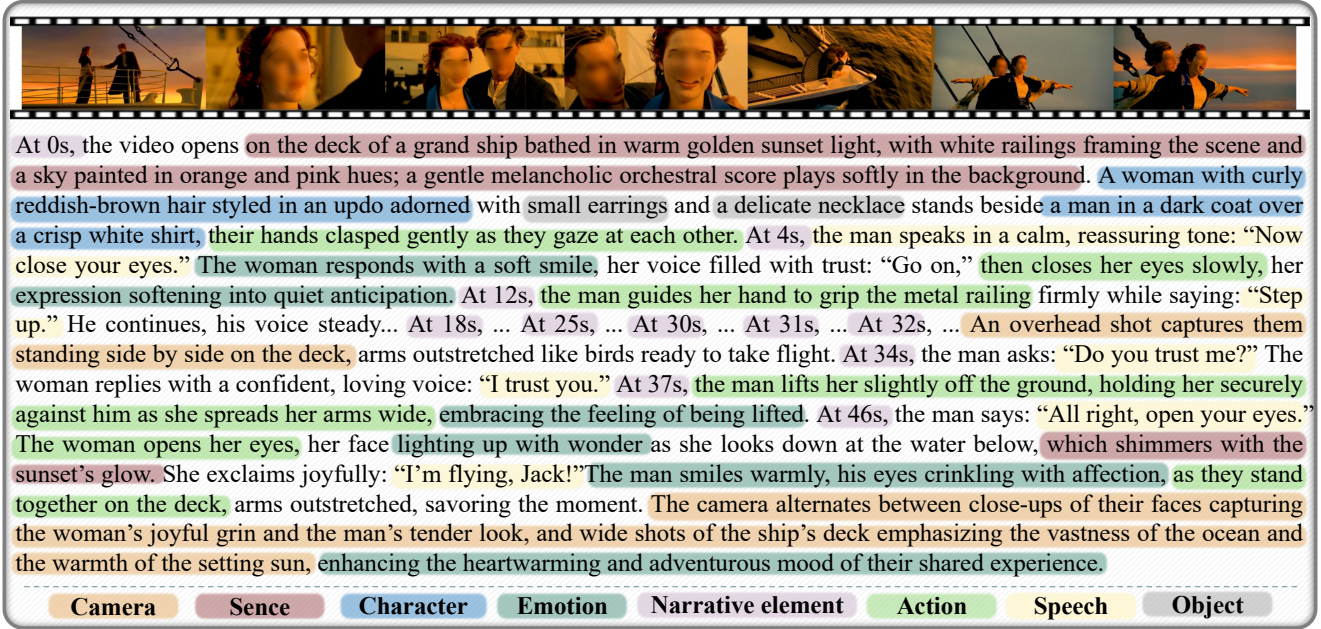 At 0s, the video opens on the deck of a grand ship bathed in warm golden sunset light, with white railings framing the scene and
a sky painted in orange and pink hues; a gentle melancholic orchestral score plays softly in the background. A woman with curly
reddish-brown hair styled in an updo adorned with small earrings and a delicate necklace stands beside a man in a dark coat over
a crisp white shirt, their hands clasped gently as they gaze at each other. At 4s, the man speaks in a calm, reassuring tone: “Now
close your eyes.” The woman responds with a soft smile, her voice filled with trust: “Go on,” then closes her eyes slowly, her
expression softening into quiet anticipation. At 12s, the man guides her hand to grip the metal railing firmly while saying: “Step
up.” He continues, his voice steady... At 18s, ... At 25s, ... At 30s, ... At 31s, ... At 32s, ... An overhead shot captures them
standing side by side on the deck, arms outstretched like birds ready to take flight. At 34s, the man asks: “Do you trust me?” The
woman replies with a confident, loving voice: “I trust you.” At 37s, the man lifts her slightly off the ground, holding her securely
against him as she spreads her arms wide, embracing the feeling of being lifted. At 46s, the man says: “All right, open your eyes.”
The woman opens her eyes, her face lighting up with wonder as she looks down at the water below, which shimmers with the
sunset’s glow. She exclaims joyfully: “I’m flying, Jack!”The man smiles warmly, his eyes crinkling with affection, as they stand
together on the deck, arms outstretched, savoring the moment. The camera alternates between close-ups of their faces capturing
the woman’s joyful grin and the man’s tender look, and wide shots of the ship’s deck emphasizing the vastness of the ocean and
the warmth of the setting sun, enhancing the heartwarming and adventurous mood of their shared experience.
Camera Sence Character Emotion Narrative element Action Speech Object